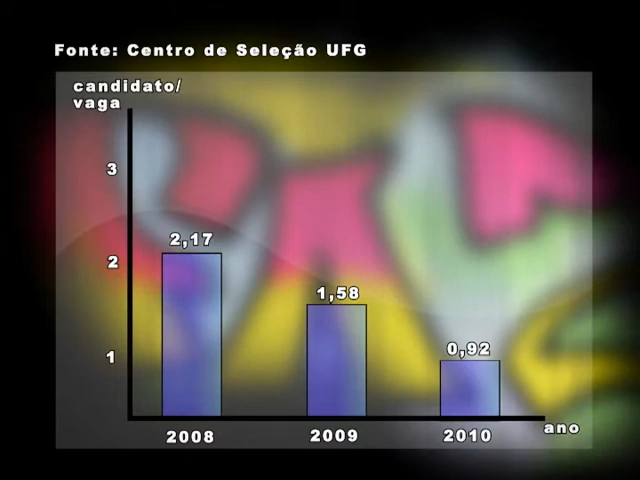 Fonte: Centro de Seleção UFG
candidato/
vaga
3
2,17
2
1,58
0,92
1
2008 2009 2010 ano